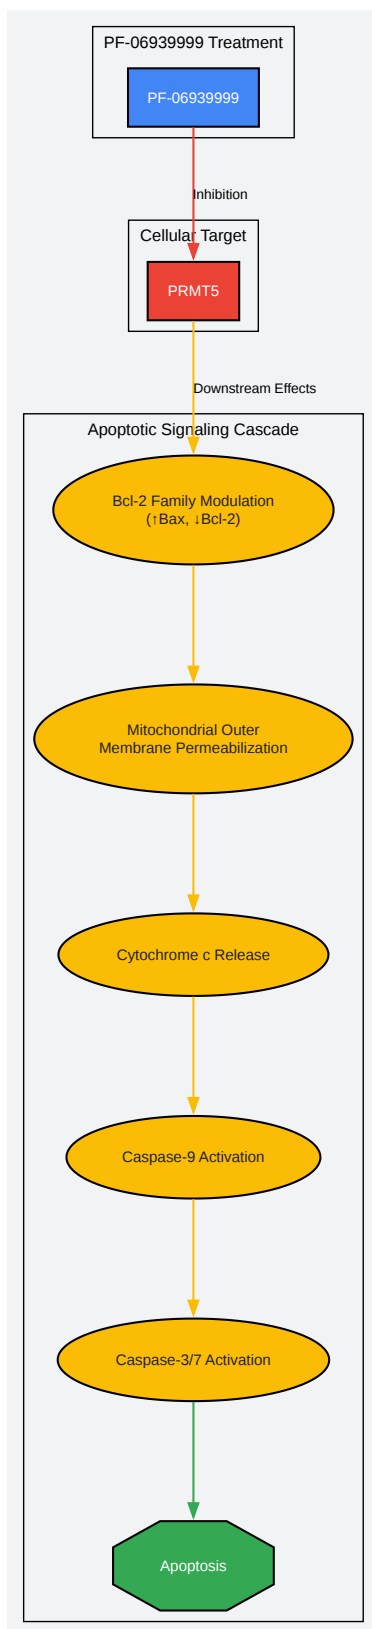 PF-06939999 Treatment
PF-06939999
Inhibition
Cellular Target
PRMT5
Downstream Effects
Apoptotic Signaling Cascade
Bcl-2 Family Modulation
(↑Bax, ↓Bcl-2)
Mitochondrial Outer
Membrane Permeabilization
Cytochrome c Release
Caspase-9 Activation
Caspase-3/7 Activation
Apoptosis